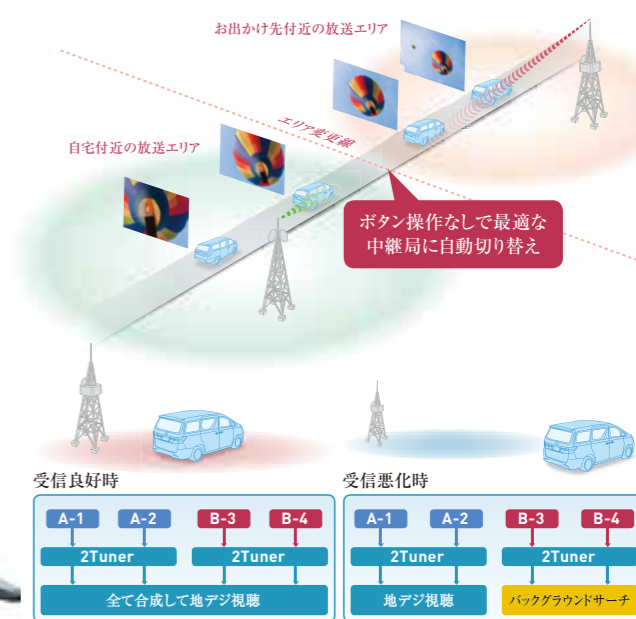 お出かけ先付近の放送エリア
エリア変更線
自宅付近の放送エリア
ボタン操作なしで最適な
中継局に自動切り替え
受信良好時
A-1 A-2 B-3 B-4
2Tuner 2Tuner
全て合成して地デジ視聴
受信悪化時
A-1 A-2 B-3 B-4
2Tuner 2Tuner
地デジ視聴 バックグラウンドサーチ